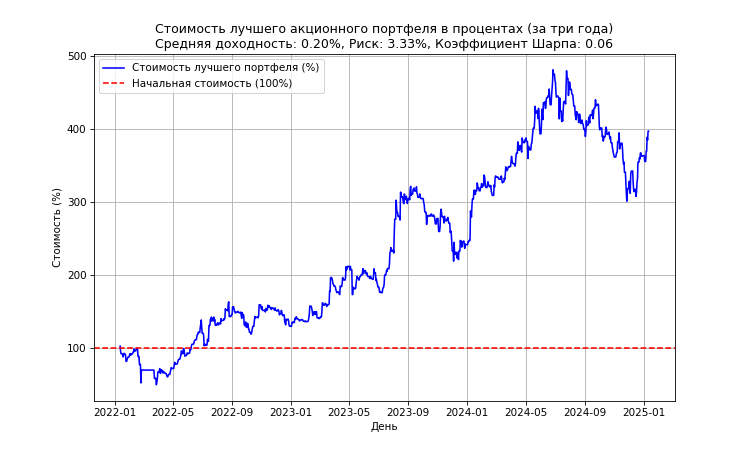 Стоимость лучшего акционного портфеля в процентах (за три года)
Средняя доходность: 0.20%, Риск: 3.33%, Коэффициент Шарпа: 0.06
Стоимость лучшего портфеля (%)
Начальная стоимость (100%)
Стоимость (%)
500
400
300
200
100
2022-01 2022-05 2022-09 2023-01 2023-05 2023-09 2024-01 2024-05 2024-09 2025-01
День